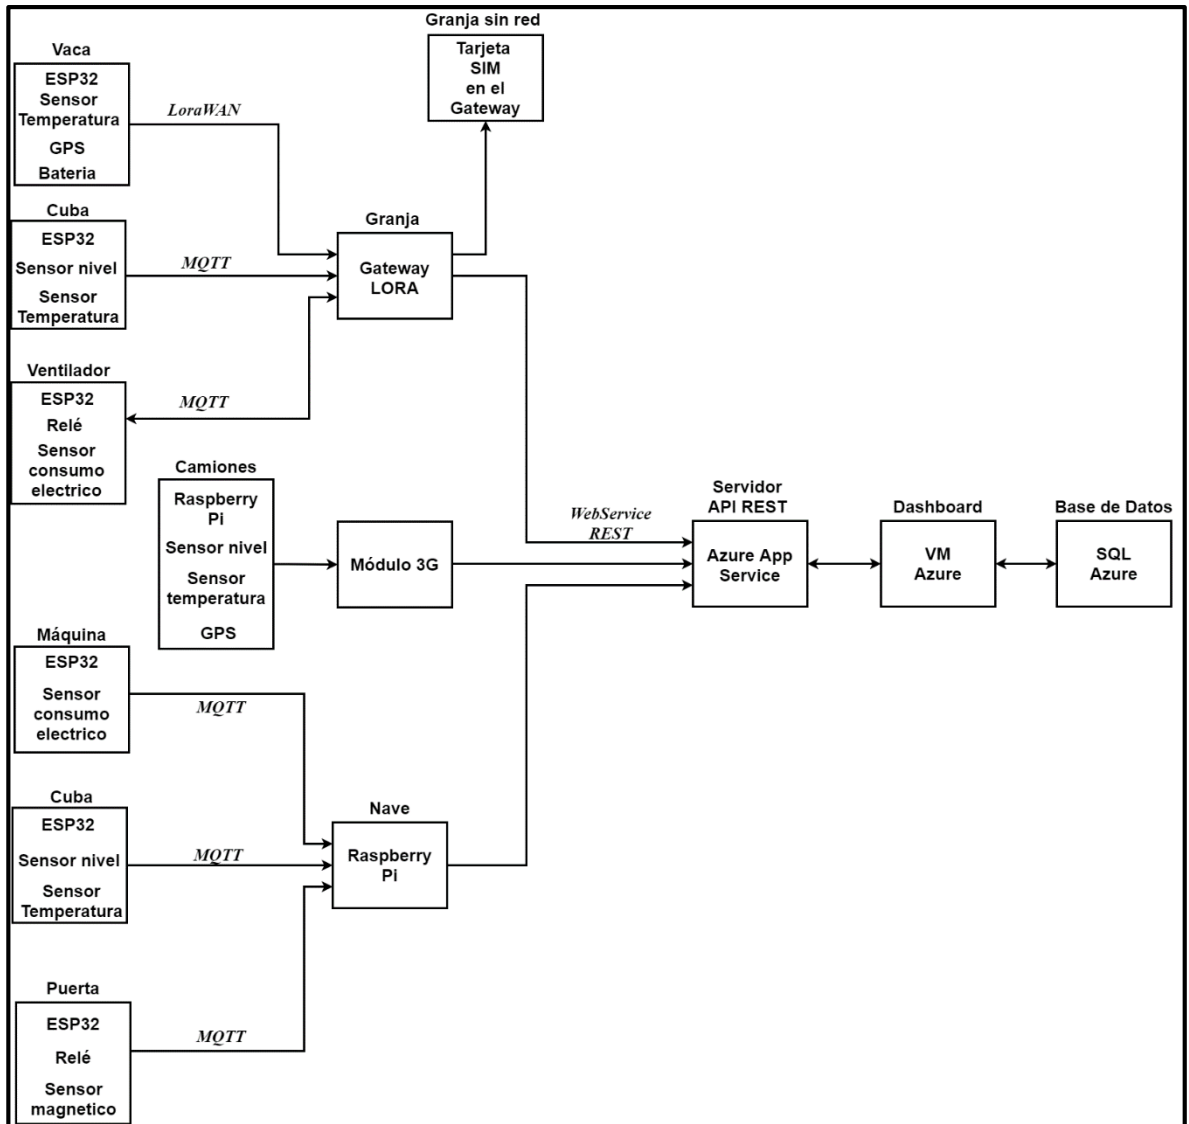 Granja sin red
Tarjeta
SIM
en el
Gateway
Vaca
ESP32
Sensor
Temperatura
GPS
Bateria
LoraWAN
Cuba
ESP32
Sensor nivel
Sensor
Temperatura
MQTT
Granja
Gateway
LORA
Ventilador
ESP32
Relé
Sensor
consumo
electrico
MQTT
Camiones
Raspberry
Pi
Sensor nivel
Sensor
temperatura
GPS
Módulo 3G
WebService
REST
Servidor
API REST
Azure App
Service
Dashboard
VM
Azure
Base de Datos
SQL
Azure
Máquina
ESP32
Sensor
consumo
electrico
MQTT
Cuba
ESP32
Sensor nivel
Sensor
Temperatura
MQTT
Nave
Raspberry
Pi
Puerta
ESP32
Relé
Sensor
magnetico
MQTT